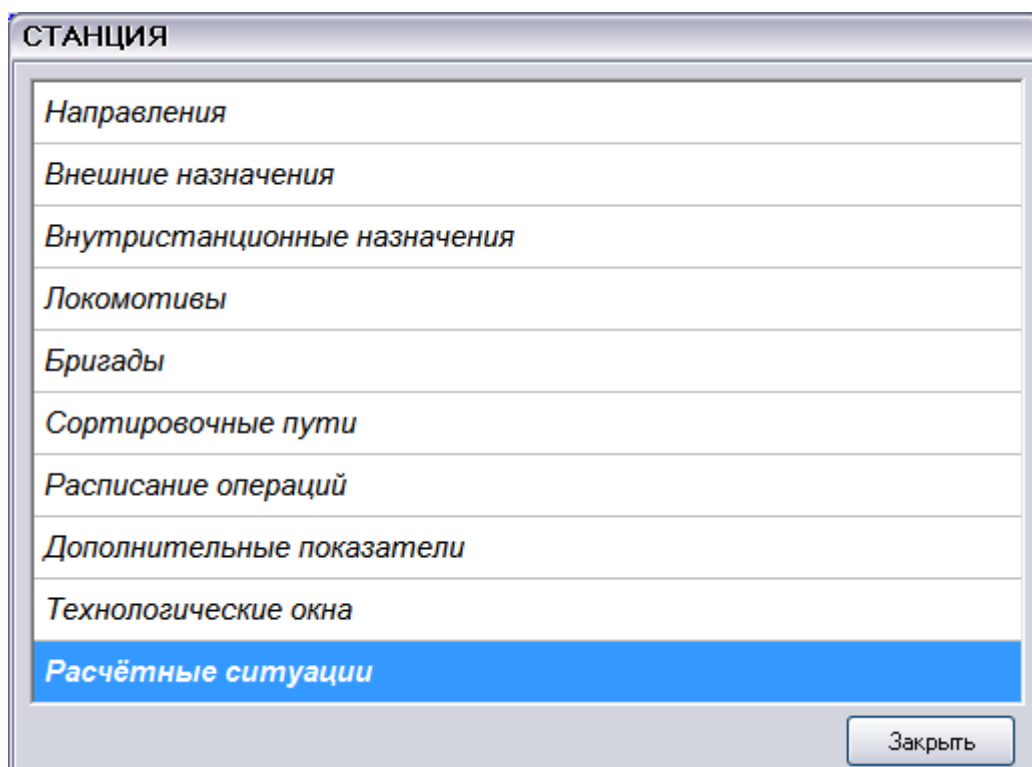 СТАНЦИЯ
Направления
Внешние назначения
Внутристанционные назначения
Локомотивы
Бригады
Сортировочные пути
Расписание операций
Дополнительные показатели
Технологические окна
Расчётные ситуации
Закрыть